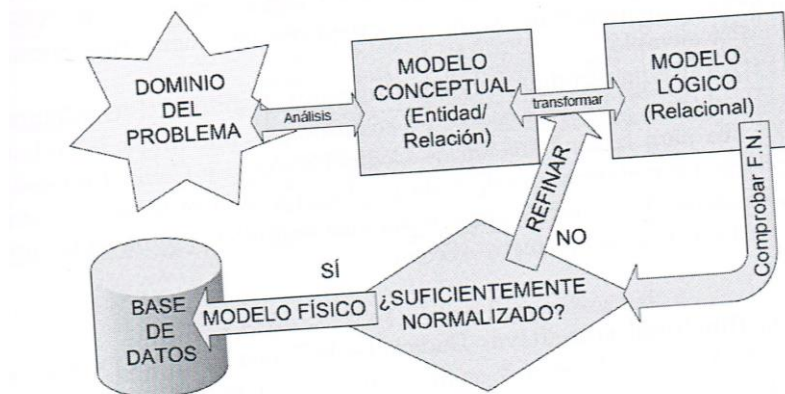 DOMINIO
DEL
PROBLEMA
Análisis
MODELO
CONCEPTUAL
(Entidad/
Relación)
transformar
MODELO
LÓGICO
(Relacional)
Comprobar F.N.
REFINAR
NO
¿SUFICIENTEMENTE
NORMALIZADO?
SÍ
MODELO FÍSICO
BASE
DE
DATOS